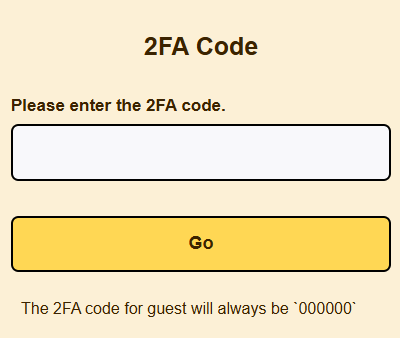 2FA Code
Please enter the 2FA code.
Go
The 2FA code for guest will always be `000000`